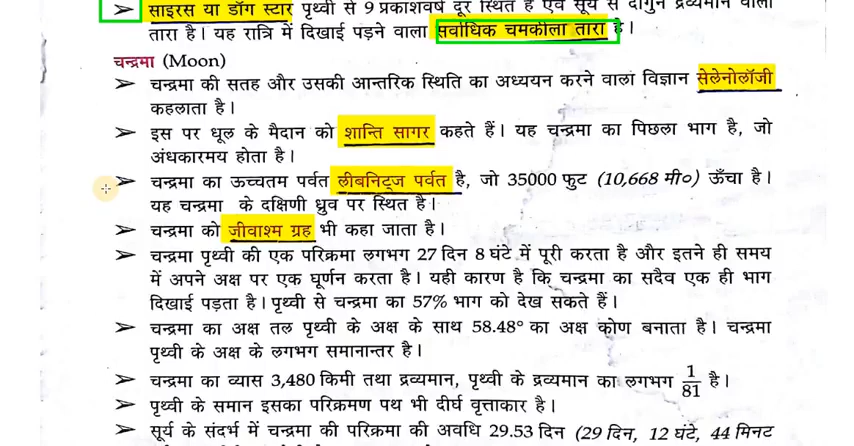 ➢ साइरस या डॉग स्टार पृथ्वी से 9 प्रकाशवर्ष दूर स्थित है एवं सूर्य से दोगुने द्रव्यमान वाला
तारा है। यह रात्रि में दिखाई पड़ने वाला सर्वाधिक चमकीला तारा है।
चन्द्रमा (Moon)
➢ चन्द्रमा की सतह और उसकी आन्तरिक स्थिति का अध्ययन करने वाला विज्ञान सेलेनोलॉजी
कहलाता है।
➢ इस पर धूल के मैदान को शान्ति सागर कहते हैं। यह चन्द्रमा का पिछला भाग है, जो
अंधकारमय होता है।
➢ चन्द्रमा का ऊच्चतम पर्वत लीबनिट्ज पर्वत है, जो 35000 फुट (10,668 मी०) ऊँचा है।
यह चन्द्रमा के दक्षिणी ध्रुव पर स्थित है।
➢ चन्द्रमा को जीवाश्म ग्रह भी कहा जाता है।
➢ चन्द्रमा पृथ्वी की एक परिक्रमा लगभग 27 दिन 8 घंटे में पूरी करता है और इतने ही समय
में अपने अक्ष पर एक घूर्णन करता है। यही कारण है कि चन्द्रमा का सदैव एक ही भाग
दिखाई पड़ता है। पृथ्वी से चन्द्रमा का 57% भाग को देख सकते हैं।
➢ चन्द्रमा का अक्ष तल पृथ्वी के अक्ष के साथ 58.48° का अक्ष कोण बनाता है। चन्द्रमा
पृथ्वी के अक्ष के लगभग समानान्तर है।
➢ चन्द्रमा का व्यास 3,480 किमी तथा द्रव्यमान, पृथ्वी के द्रव्यमान का लगभग 1/81 है।
➢ पृथ्वी के समान इसका परिक्रमण पथ भी दीर्घ वृत्ताकार है।
➢ सूर्य के संदर्भ में चन्द्रमा की परिक्रमा की अवधि 29.53 दिन (29 दिन, 12 घंटे, 44 मिनट